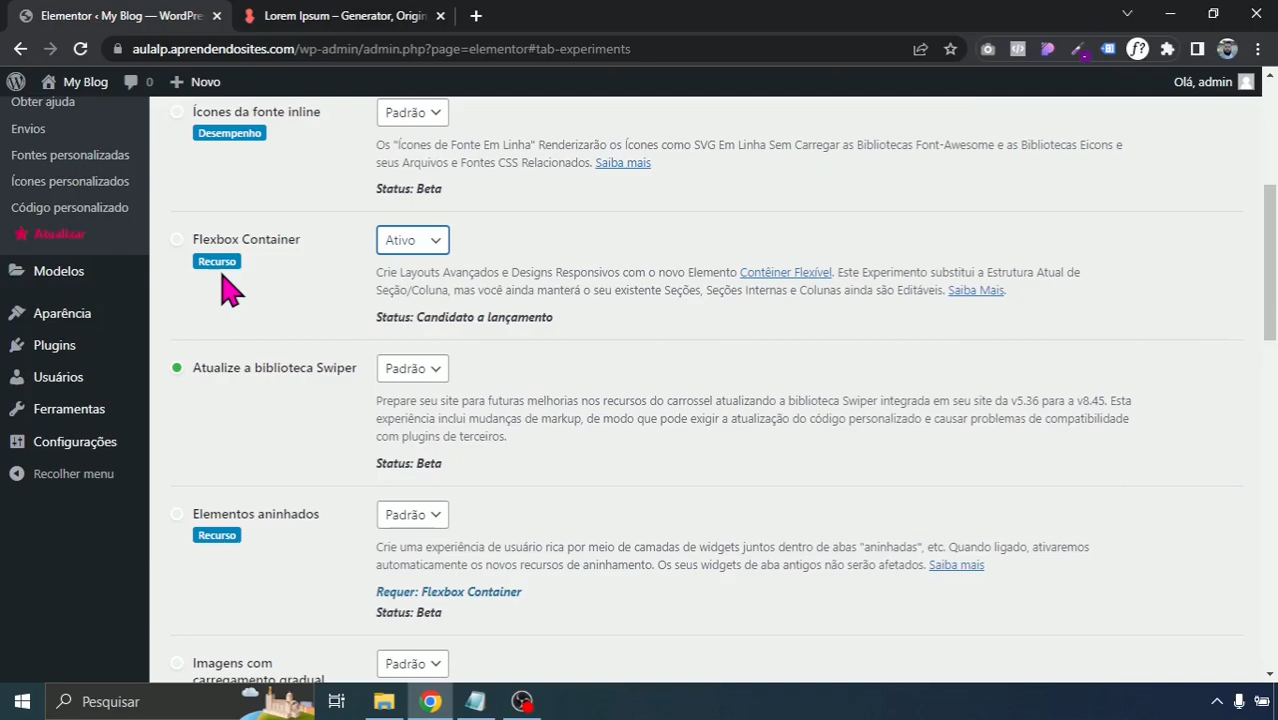 Elementor ‹ My Blog — WordPre
Lorem Ipsum – Generator, Origin
aulalp.aprendendosites.com/wp-admin/admin.php?page=elementor#tab-experiments
My Blog
0
Novo
Olá, admin
Obter ajuda
Envios
Fontes personalizadas
Ícones personalizados
Código personalizado
Atualizar
Modelos
Aparência
Plugins
Usuários
Ferramentas
Configurações
Recolher menu
Ícones da fonte inline
Padrão
Desempenho
Os "Ícones de Fonte Em Linha" Renderizarão os Ícones como SVG Em Linha Sem Carregar as Bibliotecas Font-Awesome e as Bibliotecas Eicons e
seus Arquivos e Fontes CSS Relacionados. Saiba mais
Status: Beta
Flexbox Container
Ativo
Recurso
Crie Layouts Avançados e Designs Responsivos com o novo Elemento Contêiner Flexível. Este Experimento substitui a Estrutura Atual de
Seção/Coluna, mas você ainda manterá o seu existente Seções, Seções Internas e Colunas ainda são Editáveis. Saiba Mais.
Status: Candidato a lançamento
Atualize a biblioteca Swiper
Padrão
Prepare seu site para futuras melhorias nos recursos do carrossel atualizando a biblioteca Swiper integrada em seu site da v5.36 para a v8.45. Esta
experiência inclui mudanças de markup, de modo que pode exigir a atualização do código personalizado e causar problemas de compatibilidade
com plugins de terceiros.
Status: Beta
Elementos aninhados
Padrão
Recurso
Crie uma experiência de usuário rica por meio de camadas de widgets juntos dentro de abas "aninhadas", etc. Quando ligado, ativaremos
automaticamente os novos recursos de aninhamento. Os seus widgets de aba antigos não serão afetados. Saiba mais
Requer: Flexbox Container
Status: Beta
Imagens com
carregamento gradual
Padrão
Pesquisar